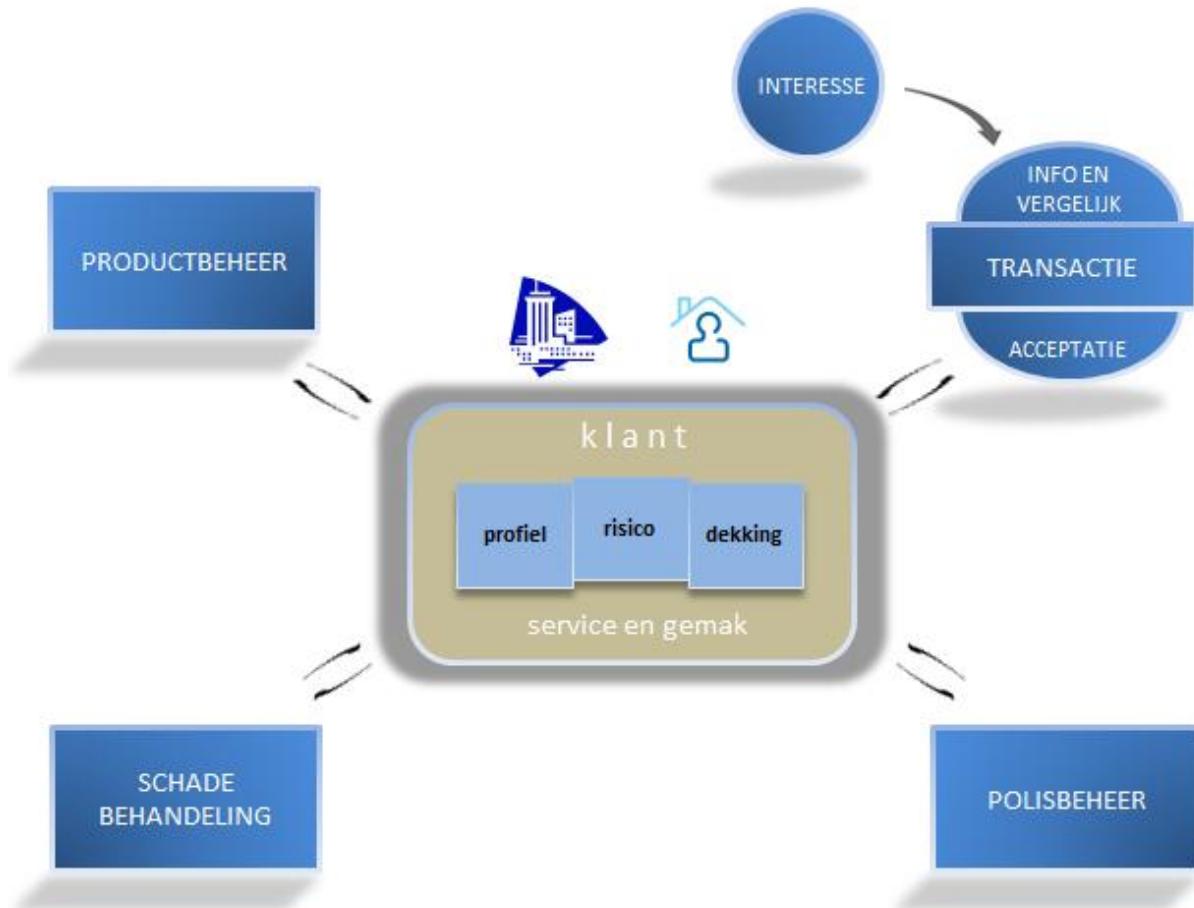 INTERESSE
INFO EN
VERGELIJK
TRANSACTIE
ACCEPTATIE
PRODUCTBEHEER
klant
profiel
risico
dekking
service en gemak
SCHADE
BEHANDELING
POLISBEHEER